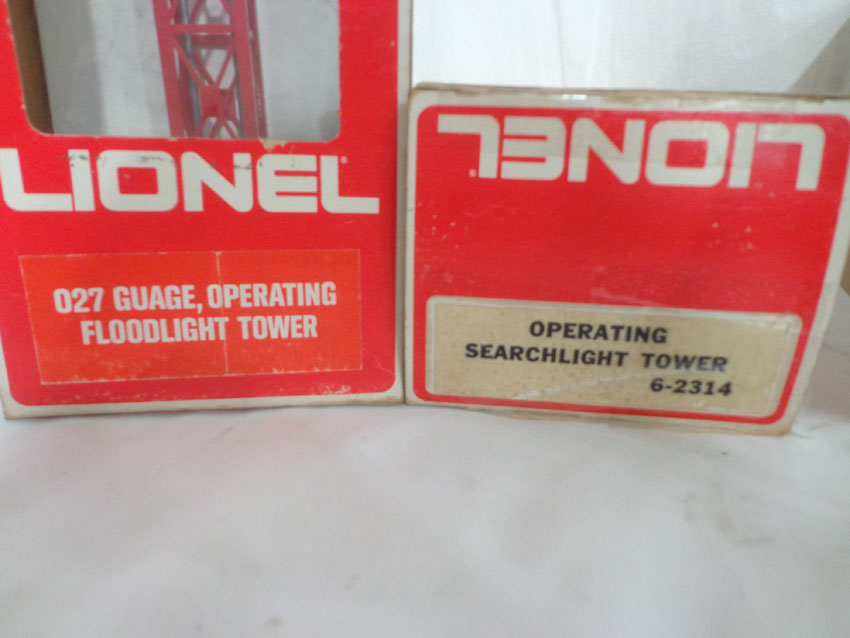 LIONEL
027 GUAGE, OPERATING
FLOODLIGHT TOWER
LIONEL
OPERATING
SEARCHLIGHT TOWER
6-2314